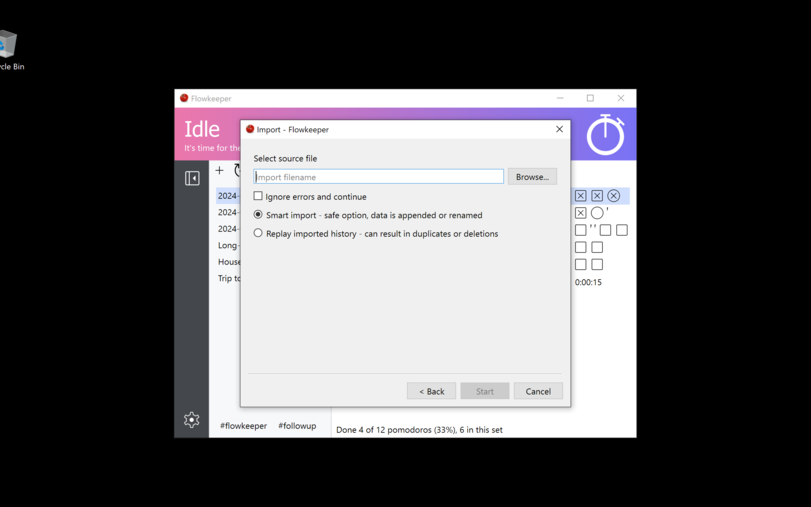 cle Bin
Flowkeeper
Idle
It's time for the
Import - Flowkeeper
Select source file
Import filename
Browse...
Ignore errors and continue
Smart import - safe option, data is appended or renamed
Replay imported history - can result in duplicates or deletions
2024-
2024-
2024-
Long-
House
Trip to
0:00:15
< Back
Start
Cancel
#flowkeeper #followup
Done 4 of 12 pomodoros (33%), 6 in this set